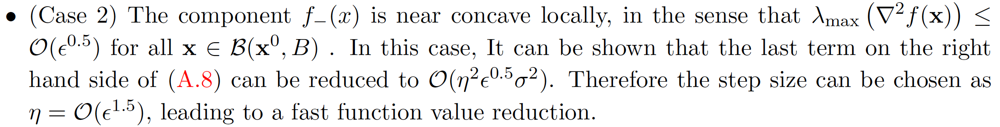 • (Case 2) The component $f_{-}(x)$ is near concave locally, in the sense that $\lambda_{\max}\left(\nabla^2 f(\mathbf{x})\right) \leq$
$\mathcal{O}(\epsilon^{0.5})$ for all $\mathbf{x} \in \mathcal{B}(\mathbf{x}^0, B)$ . In this case, It can be shown that the last term on the right
hand side of (A.8) can be reduced to $\mathcal{O}(\eta^2 \epsilon^{0.5} \sigma^2)$. Therefore the step size can be chosen as
$\eta = \mathcal{O}(\epsilon^{1.5})$, leading to a fast function value reduction.